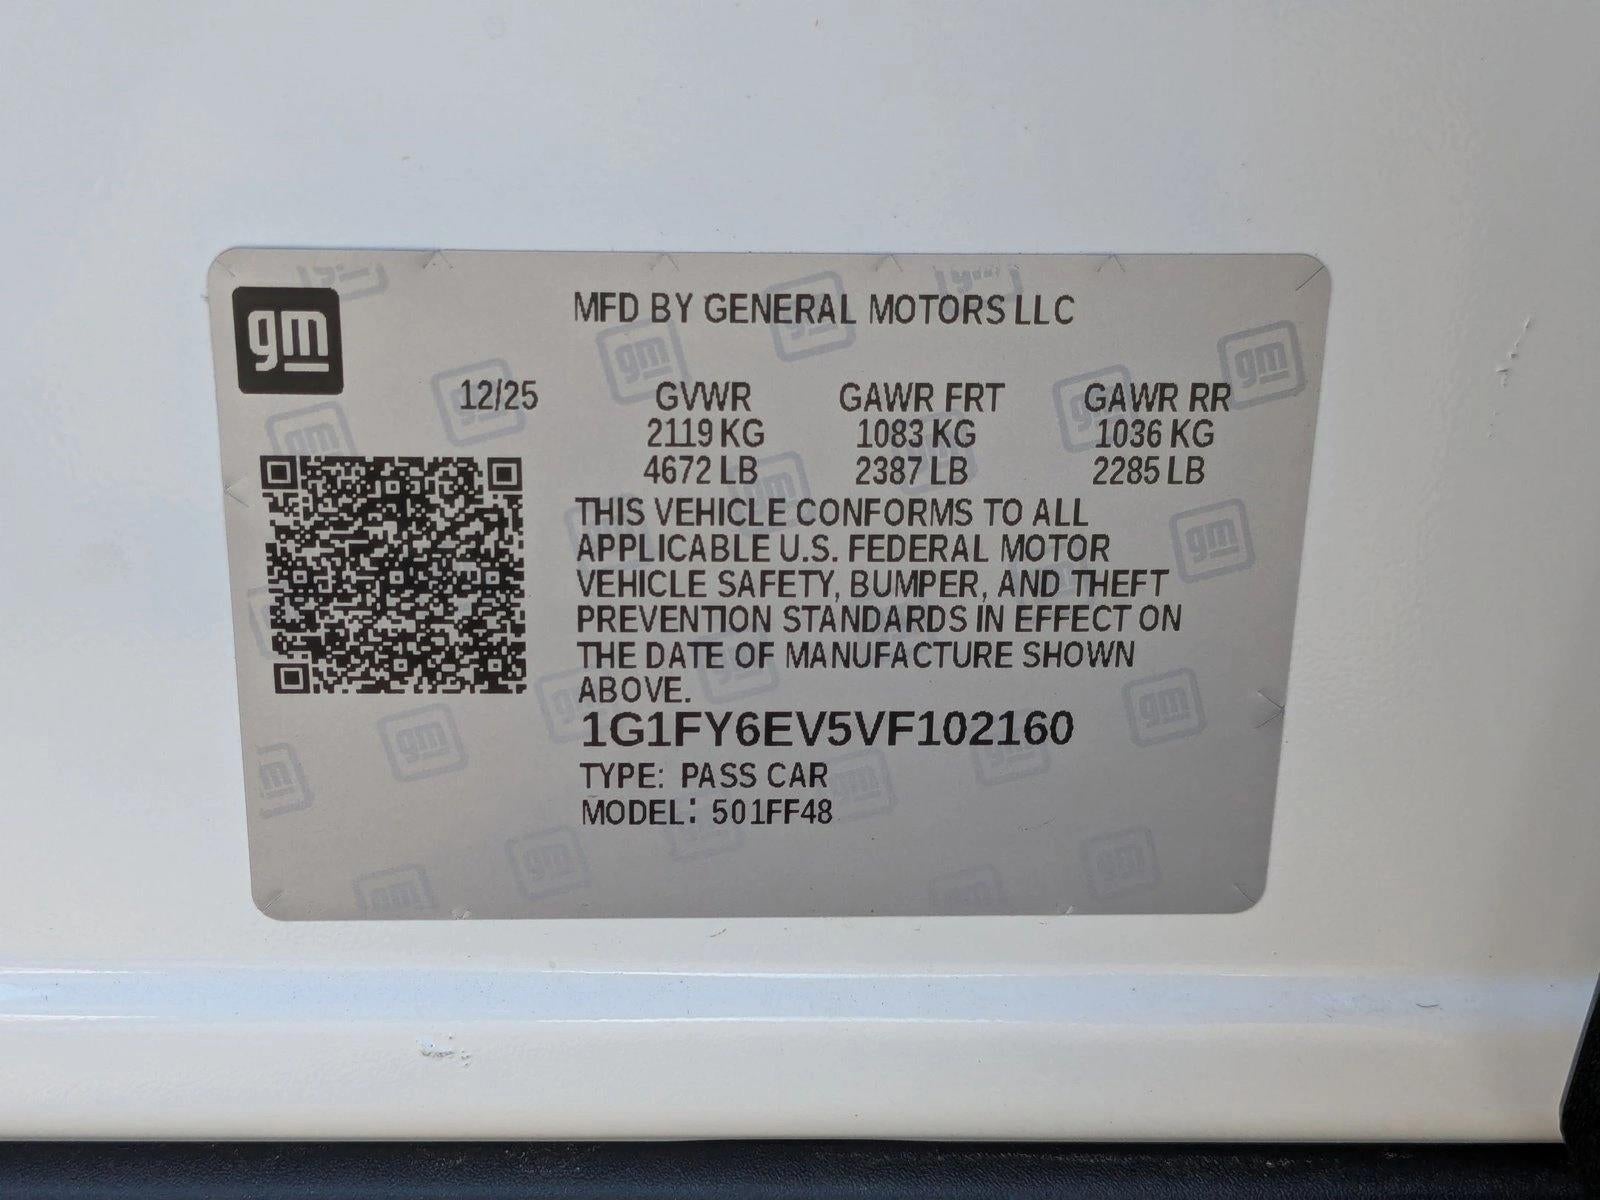 gm
MFD BY GENERAL MOTORS LLC
12/25 GVWR GAWR FRT GAWR RR
2119 KG 1083 KG 1036 KG
4672 LB 2387 LB 2285 LB
THIS VEHICLE CONFORMS TO ALL
APPLICABLE U.S. FEDERAL MOTOR
VEHICLE SAFETY, BUMPER, AND THEFT
PREVENTION STANDARDS IN EFFECT ON
THE DATE OF MANUFACTURE SHOWN
ABOVE.
1G1FY6EV5VF102160
TYPE: PASS CAR
MODEL: 501FF48